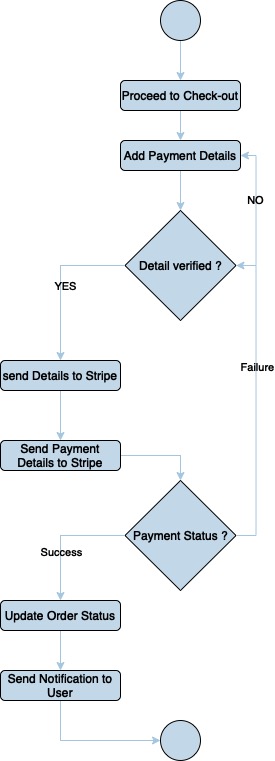 Proceed to Check-out
Add Payment Details
NO
Detail verified ?
YES
Failure
send Details to Stripe
Send Payment
Details to Stripe
Payment Status ?
Success
Update Order Status
Send Notification to
User